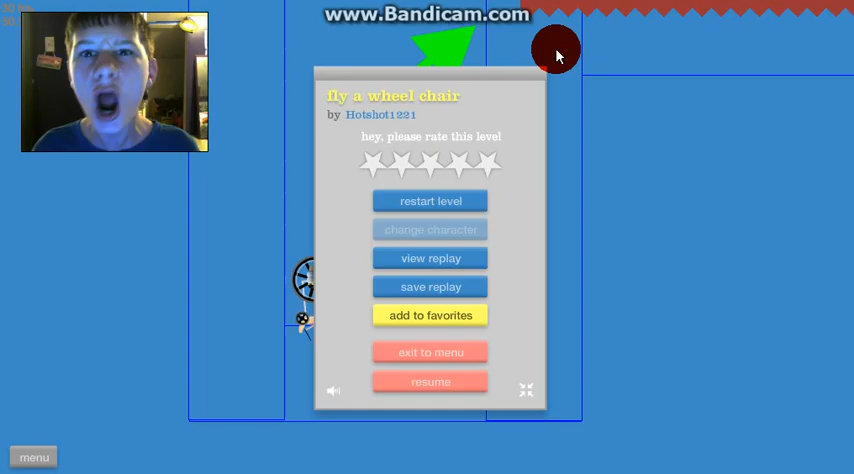 www.Bandicam.com
fly a wheel chair
by Hotshot1221
hey, please rate this level
restart level
change character
view replay
save replay
add to favorites
exit to menu
resume
menu